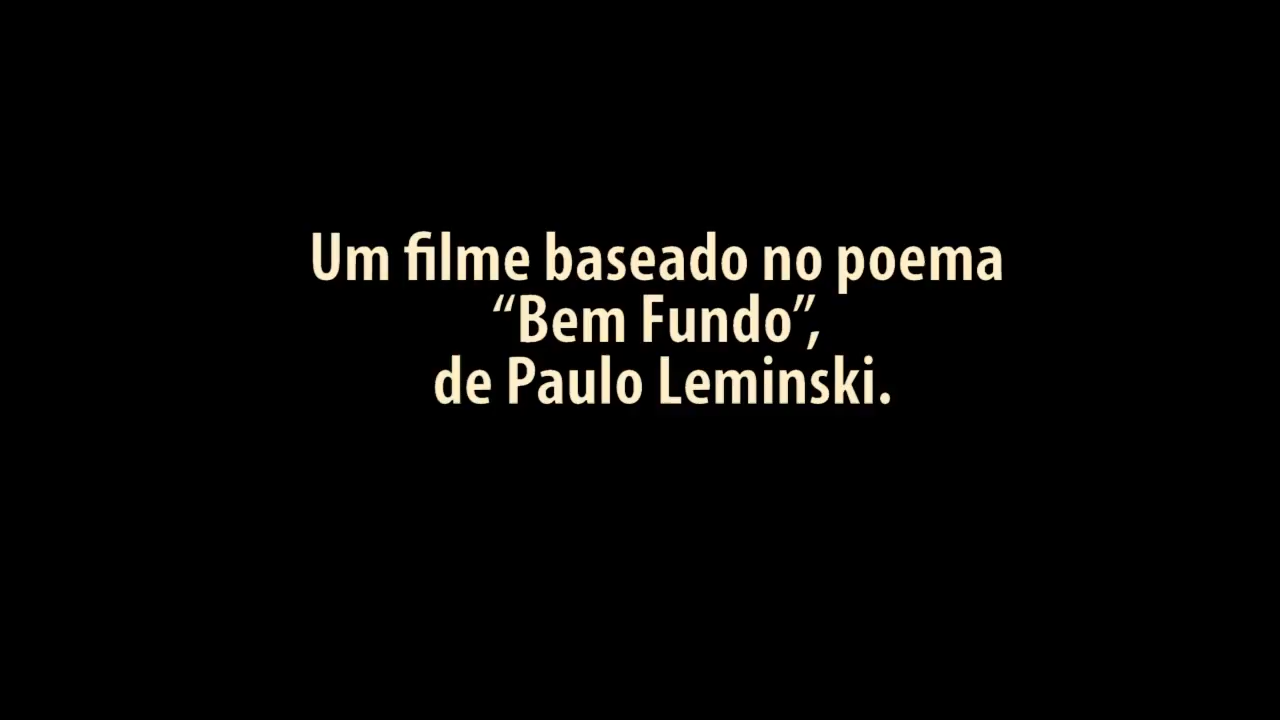 Um filme baseado no poema
“Bem Fundo”,
de Paulo Leminski.